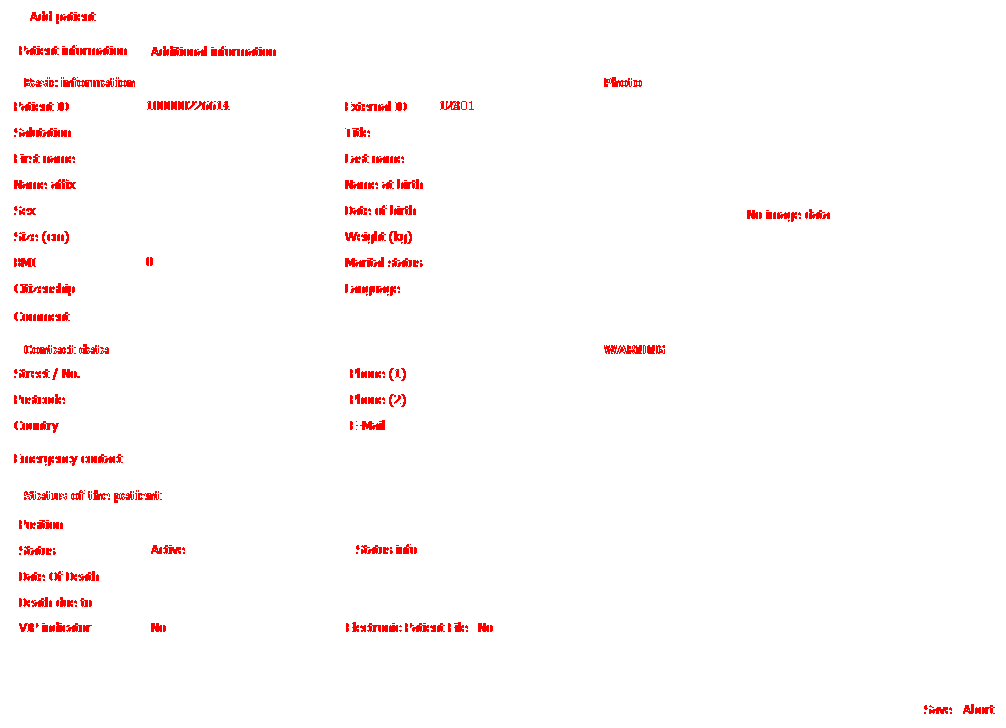 Add patient
Patient information Additional information
Basic information Photo
Patient ID 100000226614 External ID 12301
Salutation Title
First name Last name
Name affix Name at birth
Sex Date of birth
No image data
Size (cm) Weight (kg)
BMI 0 Marital status
Citizenship Language
Comment
Contact data WARNING
Street / No. Phone (1)
Postcode Phone (2)
Country E-Mail
Emergency contact
Status of the patient
Position
Status Active Status info
Date Of Death
Death due to
VIP indicator No Electronic Patient File No
Save Abort